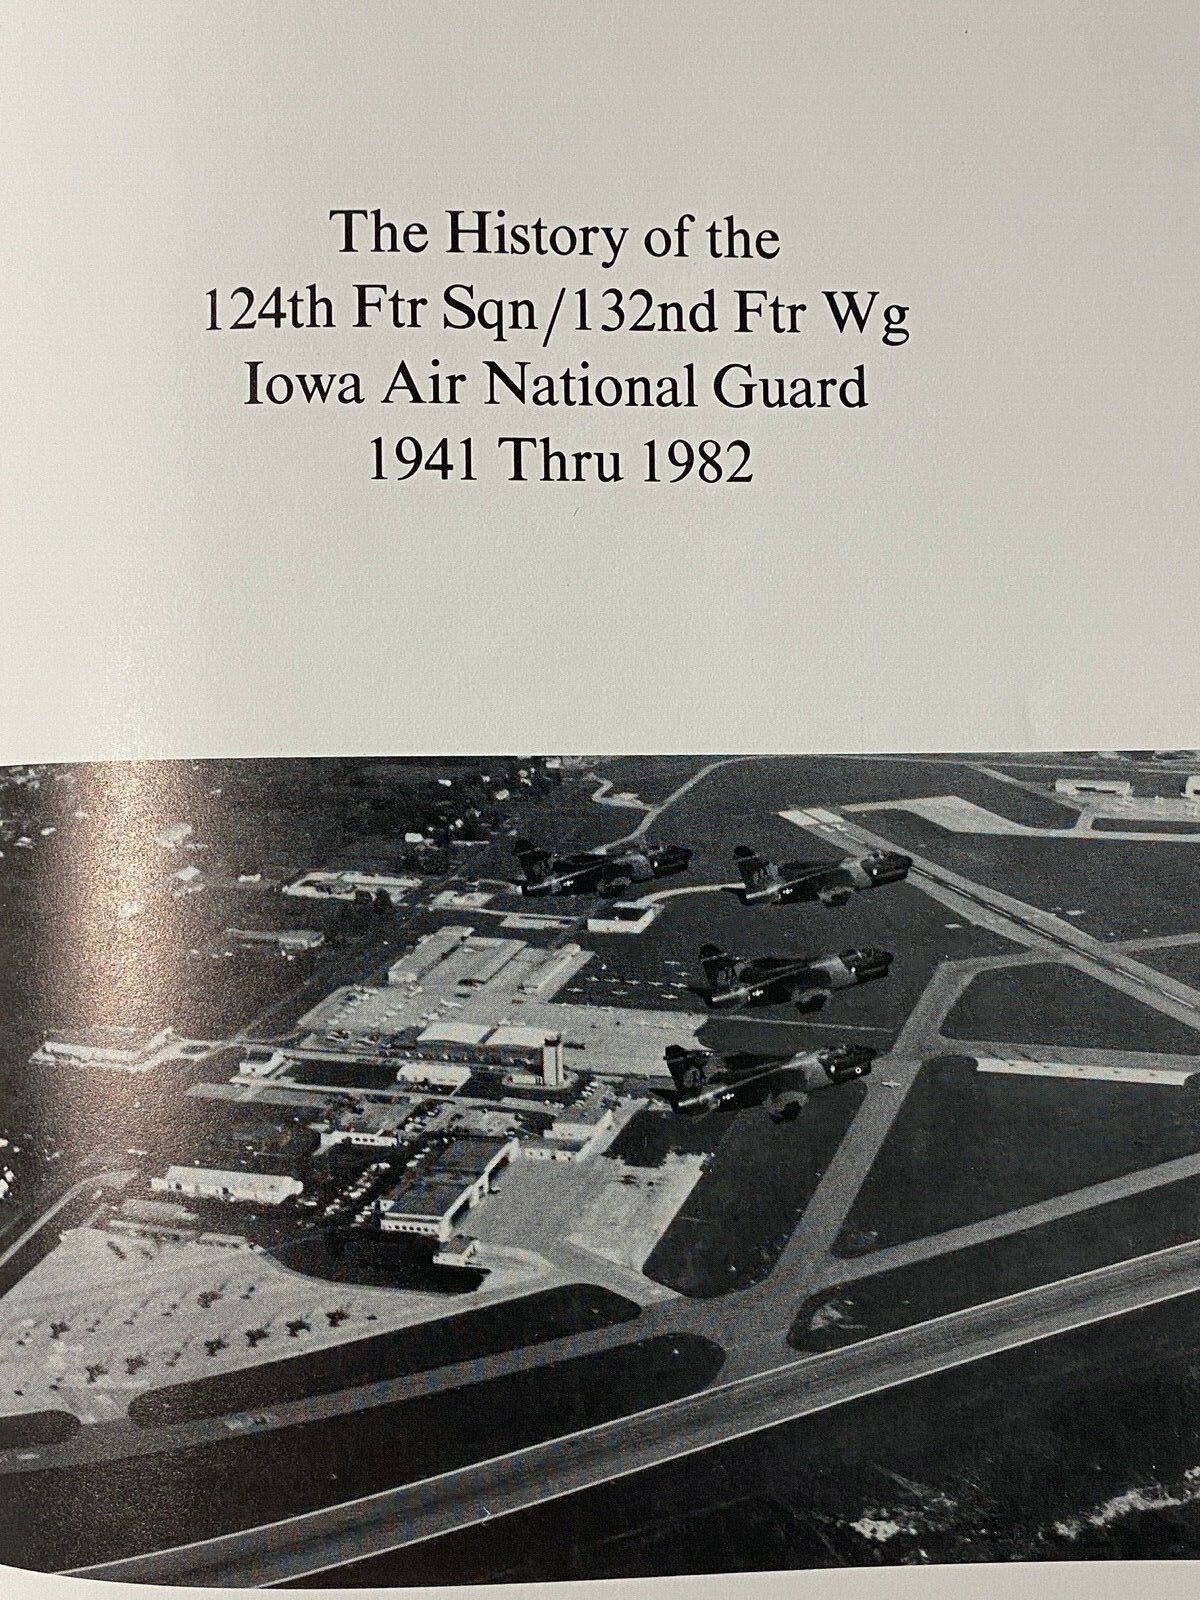 The History of the
124th Ftr Sqn/132nd Ftr Wg
Iowa Air National Guard
1941 Thru 1982